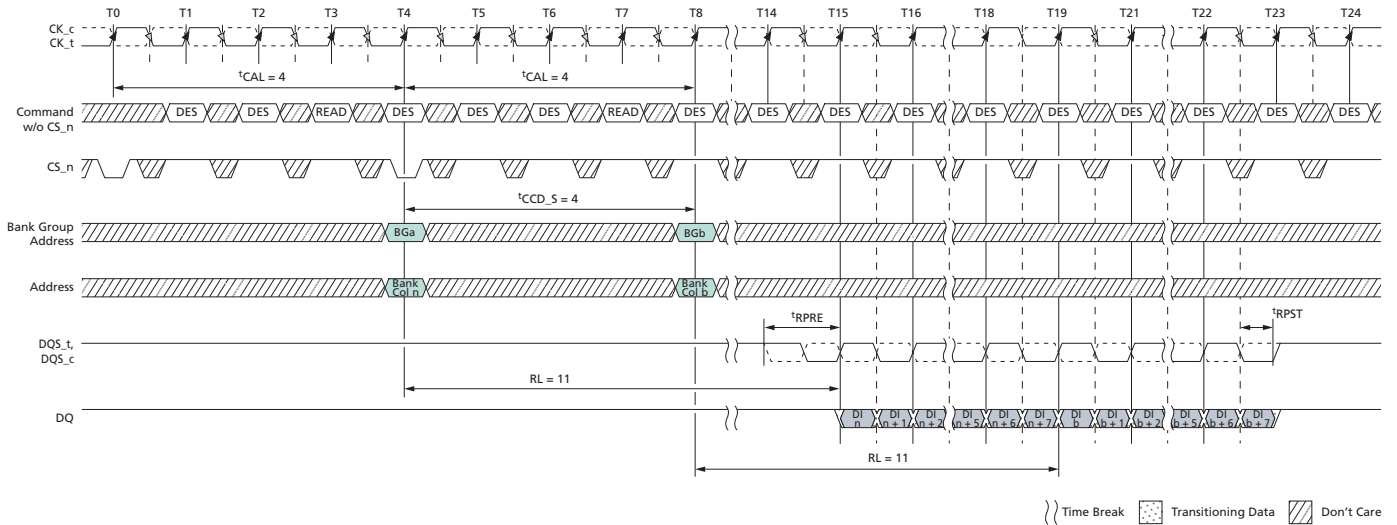 T0 T1 T2 T3 T4 T5 T6 T7 T8 T14 T15 T16 T18 T19 T21 T22 T23 T24
CK_c
CK_t
tCAL = 4 tCAL = 4
Command
w/o CS_n
DES DES READ DES DES DES READ DES DES DES DES DES DES DES DES DES DES
CS_n
tCCD_S = 4
Bank Group
Address
BGa BGb
Address
Bank
Col n
Bank
Col b
tRPRE tRPST
DQS_t,
DQS_c
RL = 11
DQ
DI
n
DI
n + 1
DI
n + 2
DI
n + 5
DI
n + 6
DI
n + 7
DI
b
DI
b + 1
DI
b + 2
DI
b + 5
DI
b + 6
DI
b + 7
RL = 11
Time Break Transitioning Data Don't Care